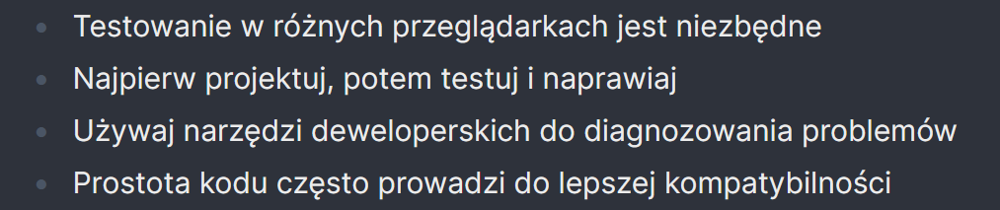 Testowanie w różnych przeglądarkach jest niezbędne
Najpierw projektuj, potem testuj i naprawiaj
Używaj narzędzi deweloperskich do diagnozowania problemów
Prostota kodu często prowadzi do lepszej kompatybilności